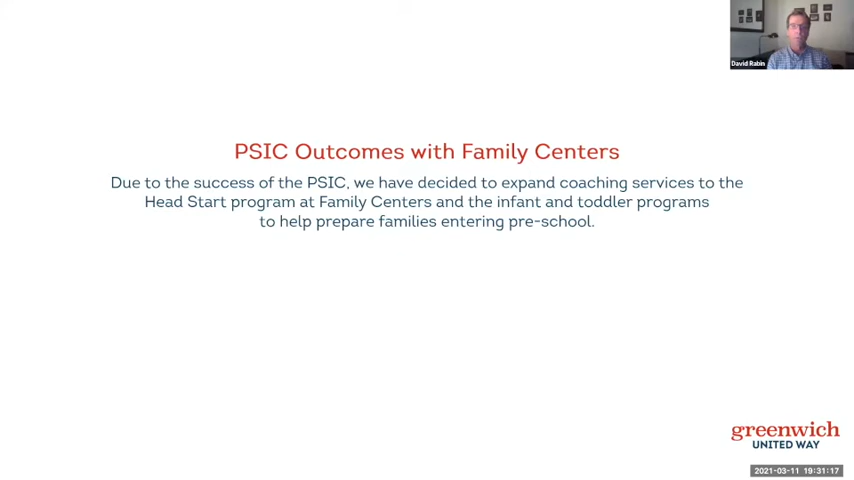 David Rabin
PSIC Outcomes with Family Centers
Due to the success of the PSIC, we have decided to expand coaching services to the
Head Start program at Family Centers and the infant and toddler programs
to help prepare families entering pre-school.
greenwich
UNITED WAY
2021-03-11 19:31:17